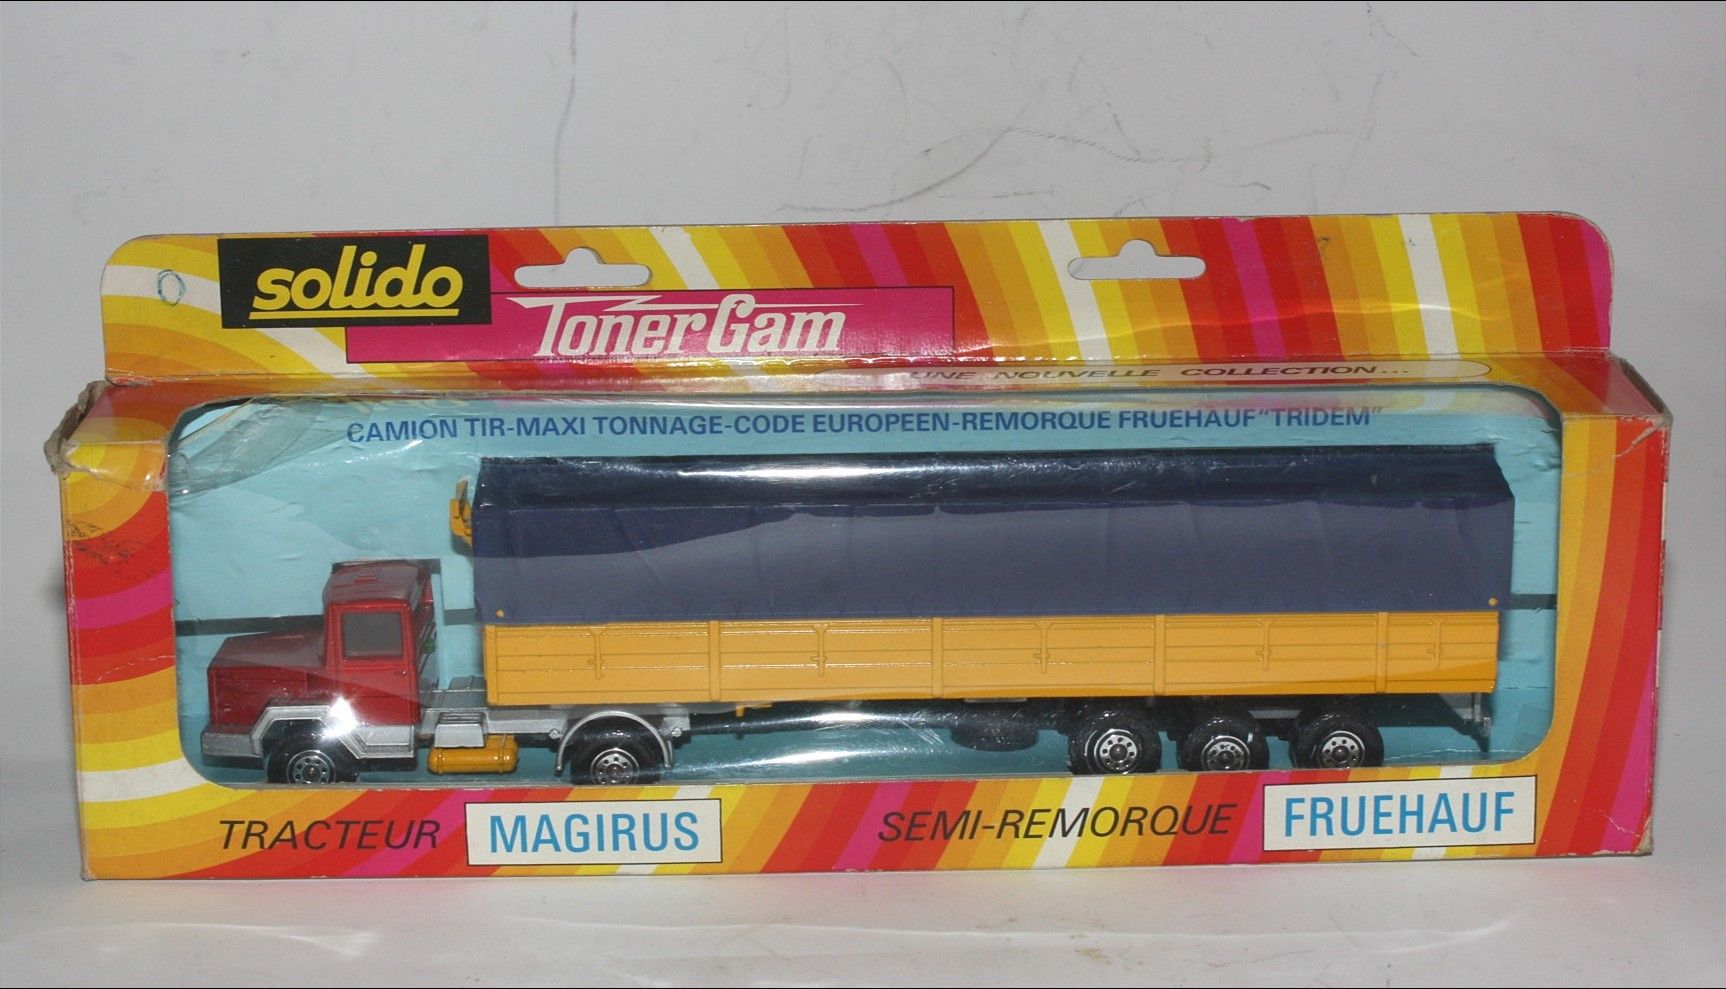 solido
TonerGam
UNE NOUVELLE COLLECTION...
CAMION TIR-MAXI TONNAGE-CODE EUROPEEN-REMORQUE FRUEHAUF "TRIDEM"
TRACTEUR MAGIRUS SEMI-REMORQUE FRUEHAUF